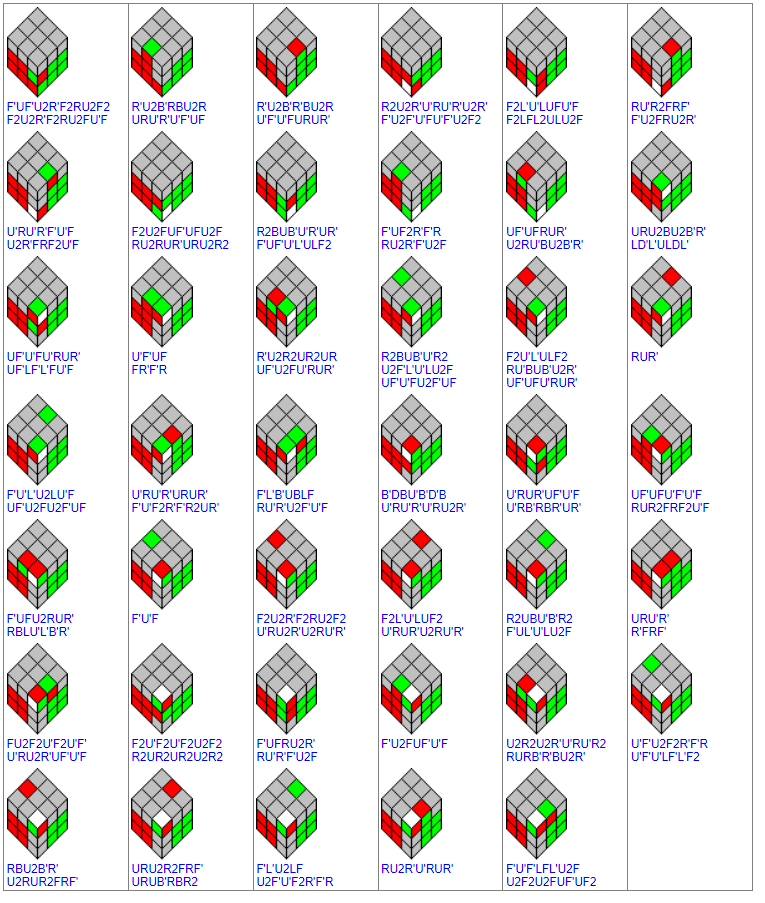 F'UF'U2R'F2RU2F2
F2U2R'F2RU2FU'F
R'U2B'RBU2R
URU'R'U'F'UF
R'U2B'R'BU2R
U'F'U'FURUR'
R2U2R'U'RU'R'U2R'
F'U2F'U'FU'F'U2F2
F2L'U'LUFU'F
F2LFL2ULU2F
RU'R2FRF'
F'U2FRU2R'
U'RU'R'F'U'F
U2R'FRF2U'F
F2U2FUF'UFU2F
RU2RUR'URU2R2
R2BUB'U'R'UR'
F'UF'U'L'ULF2
F'UF2R'F'R
RU2R'F'U2F
UF'UFRUR'
U2RU'BU2B'R'
URU2BU2B'R'
LD'L'ULDL'
UF'U'FU'RUR'
UF'LF'L'FU'F
U'F'UF
FR'F'R
R'U2R2UR2UR
UF'U2FU'RUR'
R2BUB'U'R2
U2F'L'U'LU2F
UF'U'FU2F'UF
F2U'L'ULF2
RU'BUB'U2R'
UF'UFU'RUR'
RUR'
F'U'L'U2LU'F
UF'U2FU2F'UF
U'RU'R'URUR'
F'U'F2R'F'R2UR'
F'L'B'UBLF
RU'R'U2F'U'F
B'DBU'B'D'B
U'RU'R'U'RU2R'
U'RUR'UF'U'F
U'RB'RBR'UR'
UF'UFU'F'U'F
RUR2FRF2U'F
F'UFU2RUR'
RBLU'L'B'R'
F'U'F
F2U2R'F2RU2F2
U'RU2R'U2RU'R'
F2L'U'LUF2
U'RUR'U2RU'R'
R2UBU'B'R2
F'UL'U'LU2F
URU'R'
R'FRF'
FU2F2U'F2U'F'
U'RU2R'UF'U'F
F2U'F2U'F2U2F2
R2UR2UR2U2R2
F'UFRU2R'
RU'R'F'U2F
F'U2FUF'U'F
U2R2U2R'U'RU'R2
RURB'R'BU2R'
U'F'U2F2R'F'R
U'F'U'LF'L'F2
RBU2B'R'
U2RUR2FRF'
URU2R2FRF'
URUB'RBR2
F'L'U2LF
U2F'U'F2R'F'R
RU2R'U'RUR'
F'U'F'LFL'U2F
U2F2U2FUF'UF2